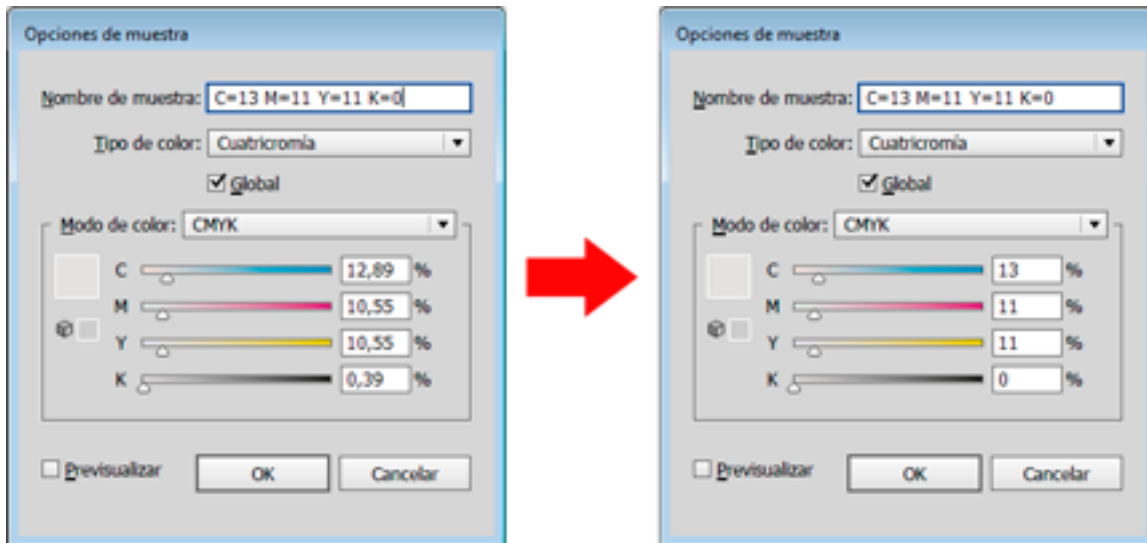 Opciones de muestra
Nombre de muestra: C=13 M=11 Y=11 K=0
Tipo de color: Cuatricromía
Global
Modo de color: CMYK
C 12,89 %
M 10,55 %
Y 10,55 %
K 0,39 %
Previsualizar OK Cancelar
Opciones de muestra
Nombre de muestra: C=13 M=11 Y=11 K=0
Tipo de color: Cuatricromía
Global
Modo de color: CMYK
C 13 %
M 11 %
Y 11 %
K 0 %
Previsualizar OK Cancelar